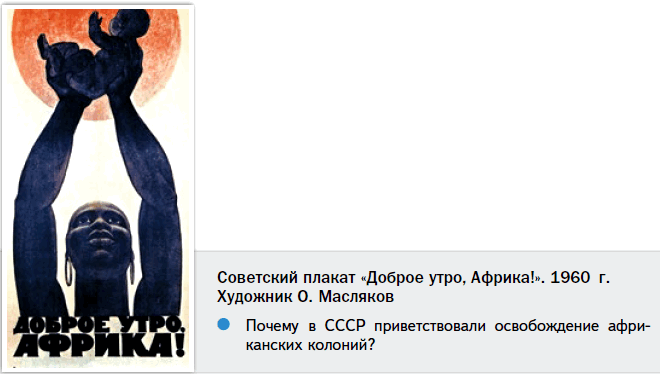 ДОБРОЕ УТРО,
АФРИКА!
Советский плакат «Доброе утро, Африка!». 1960 г.
Художник О. Масляков
Почему в СССР приветствовали освобождение афри-
канских колоний?